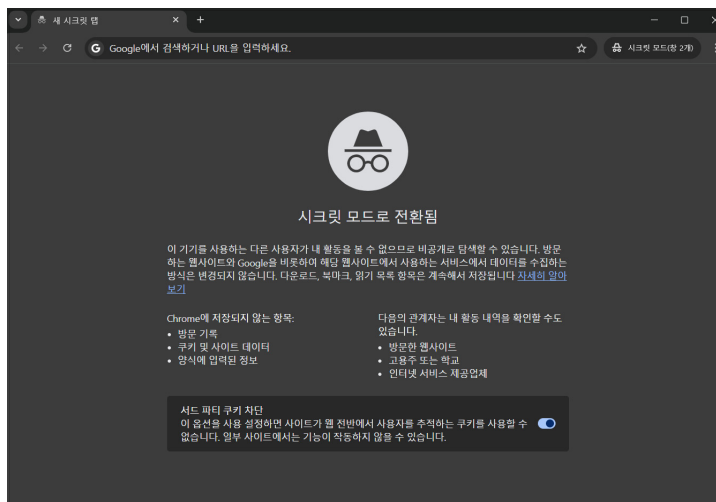 새 시크릿 탭
Google에서 검색하거나 URL을 입력하세요.
시크릿 모드(창 2개)
시크릿 모드로 전환됨
이 기기를 사용하는 다른 사용자가 내 활동을 볼 수 없으므로 비공개로 탐색할 수 있습니다. 방문
하는 웹사이트와 Google을 비롯하여 해당 웹사이트에서 사용하는 서비스에서 데이터를 수집하는
방식은 변경되지 않습니다. 다운로드, 북마크, 읽기 목록 항목은 계속해서 저장됩니다 자세히 알아
보기
Chrome에 저장되지 않는 항목:
• 방문 기록
• 쿠키 및 사이트 데이터
• 양식에 입력된 정보
다음의 관계자는 내 활동 내역을 확인할 수도
있습니다.
• 방문한 웹사이트
• 고용주 또는 학교
• 인터넷 서비스 제공업체
서드 파티 쿠키 차단
이 옵션을 사용 설정하면 사이트가 웹 전반에서 사용자를 추적하는 쿠키를 사용할 수
없습니다. 일부 사이트에서는 기능이 작동하지 않을 수 있습니다.